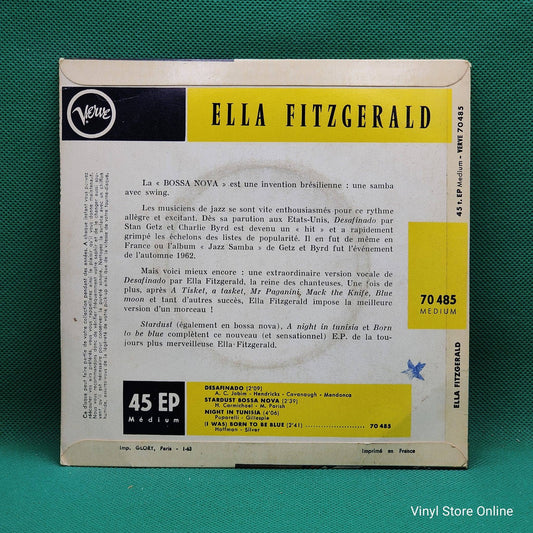 Verve
ELLA FITZGERALD
45 t. EP Medium - VERVE 70 485
La « BOSSA NOVA » est une invention brésilienne : une samba
avec swing.
Les musiciens de jazz se sont vite enthousiasmés pour ce rythme
allègre et excitant. Dès sa parution aux Etats-Unis, Desafinado par
Stan Getz et Charlie Byrd est devenu un « hit » et a rapidement
grimpé les échelons des listes de popularité. Il en fut de même en
France ou l'album « Jazz Samba » de Getz et Byrd fut l'événement
de l'automne 1962.
Mais voici mieux encore : une extraordinaire version vocale de
Desafinado par Ella Fitzgerald, la reine des chanteuses. Une fois de
plus, après A Tisket, a tasket, Mr Paganini, Mack the Knife, Blue
moon et tant d'autres succès, Ella Fitzgerald impose la meilleure
version d'un morceau !
Stardust (également en bossa nova), A night in tunisia et Born
to be blue complètent ce nouveau (et sensationnel) E.P. de la tou-
jours plus merveilleuse Ella-Fitzgerald.
70 485
MEDIUM
ELLA FITZGERALD
45 EP
Médium
DESAFINADO (2'09)
A. C. Jobim - Hendricks - Cavanaugh - Mendonca
STARDUST BOSSA NOVA (2'39)
H. Carmichael - M. Parish
NIGHT IN TUNISIA (4'06)
Paparelli - Gillespie
(I WAS) BORN TO BE BLUE (2'41) .......... 70 485
Hoffman - Silver
Imp. GLORY, Paris - 1-63
Imprimé en France
Vinyl Store Online